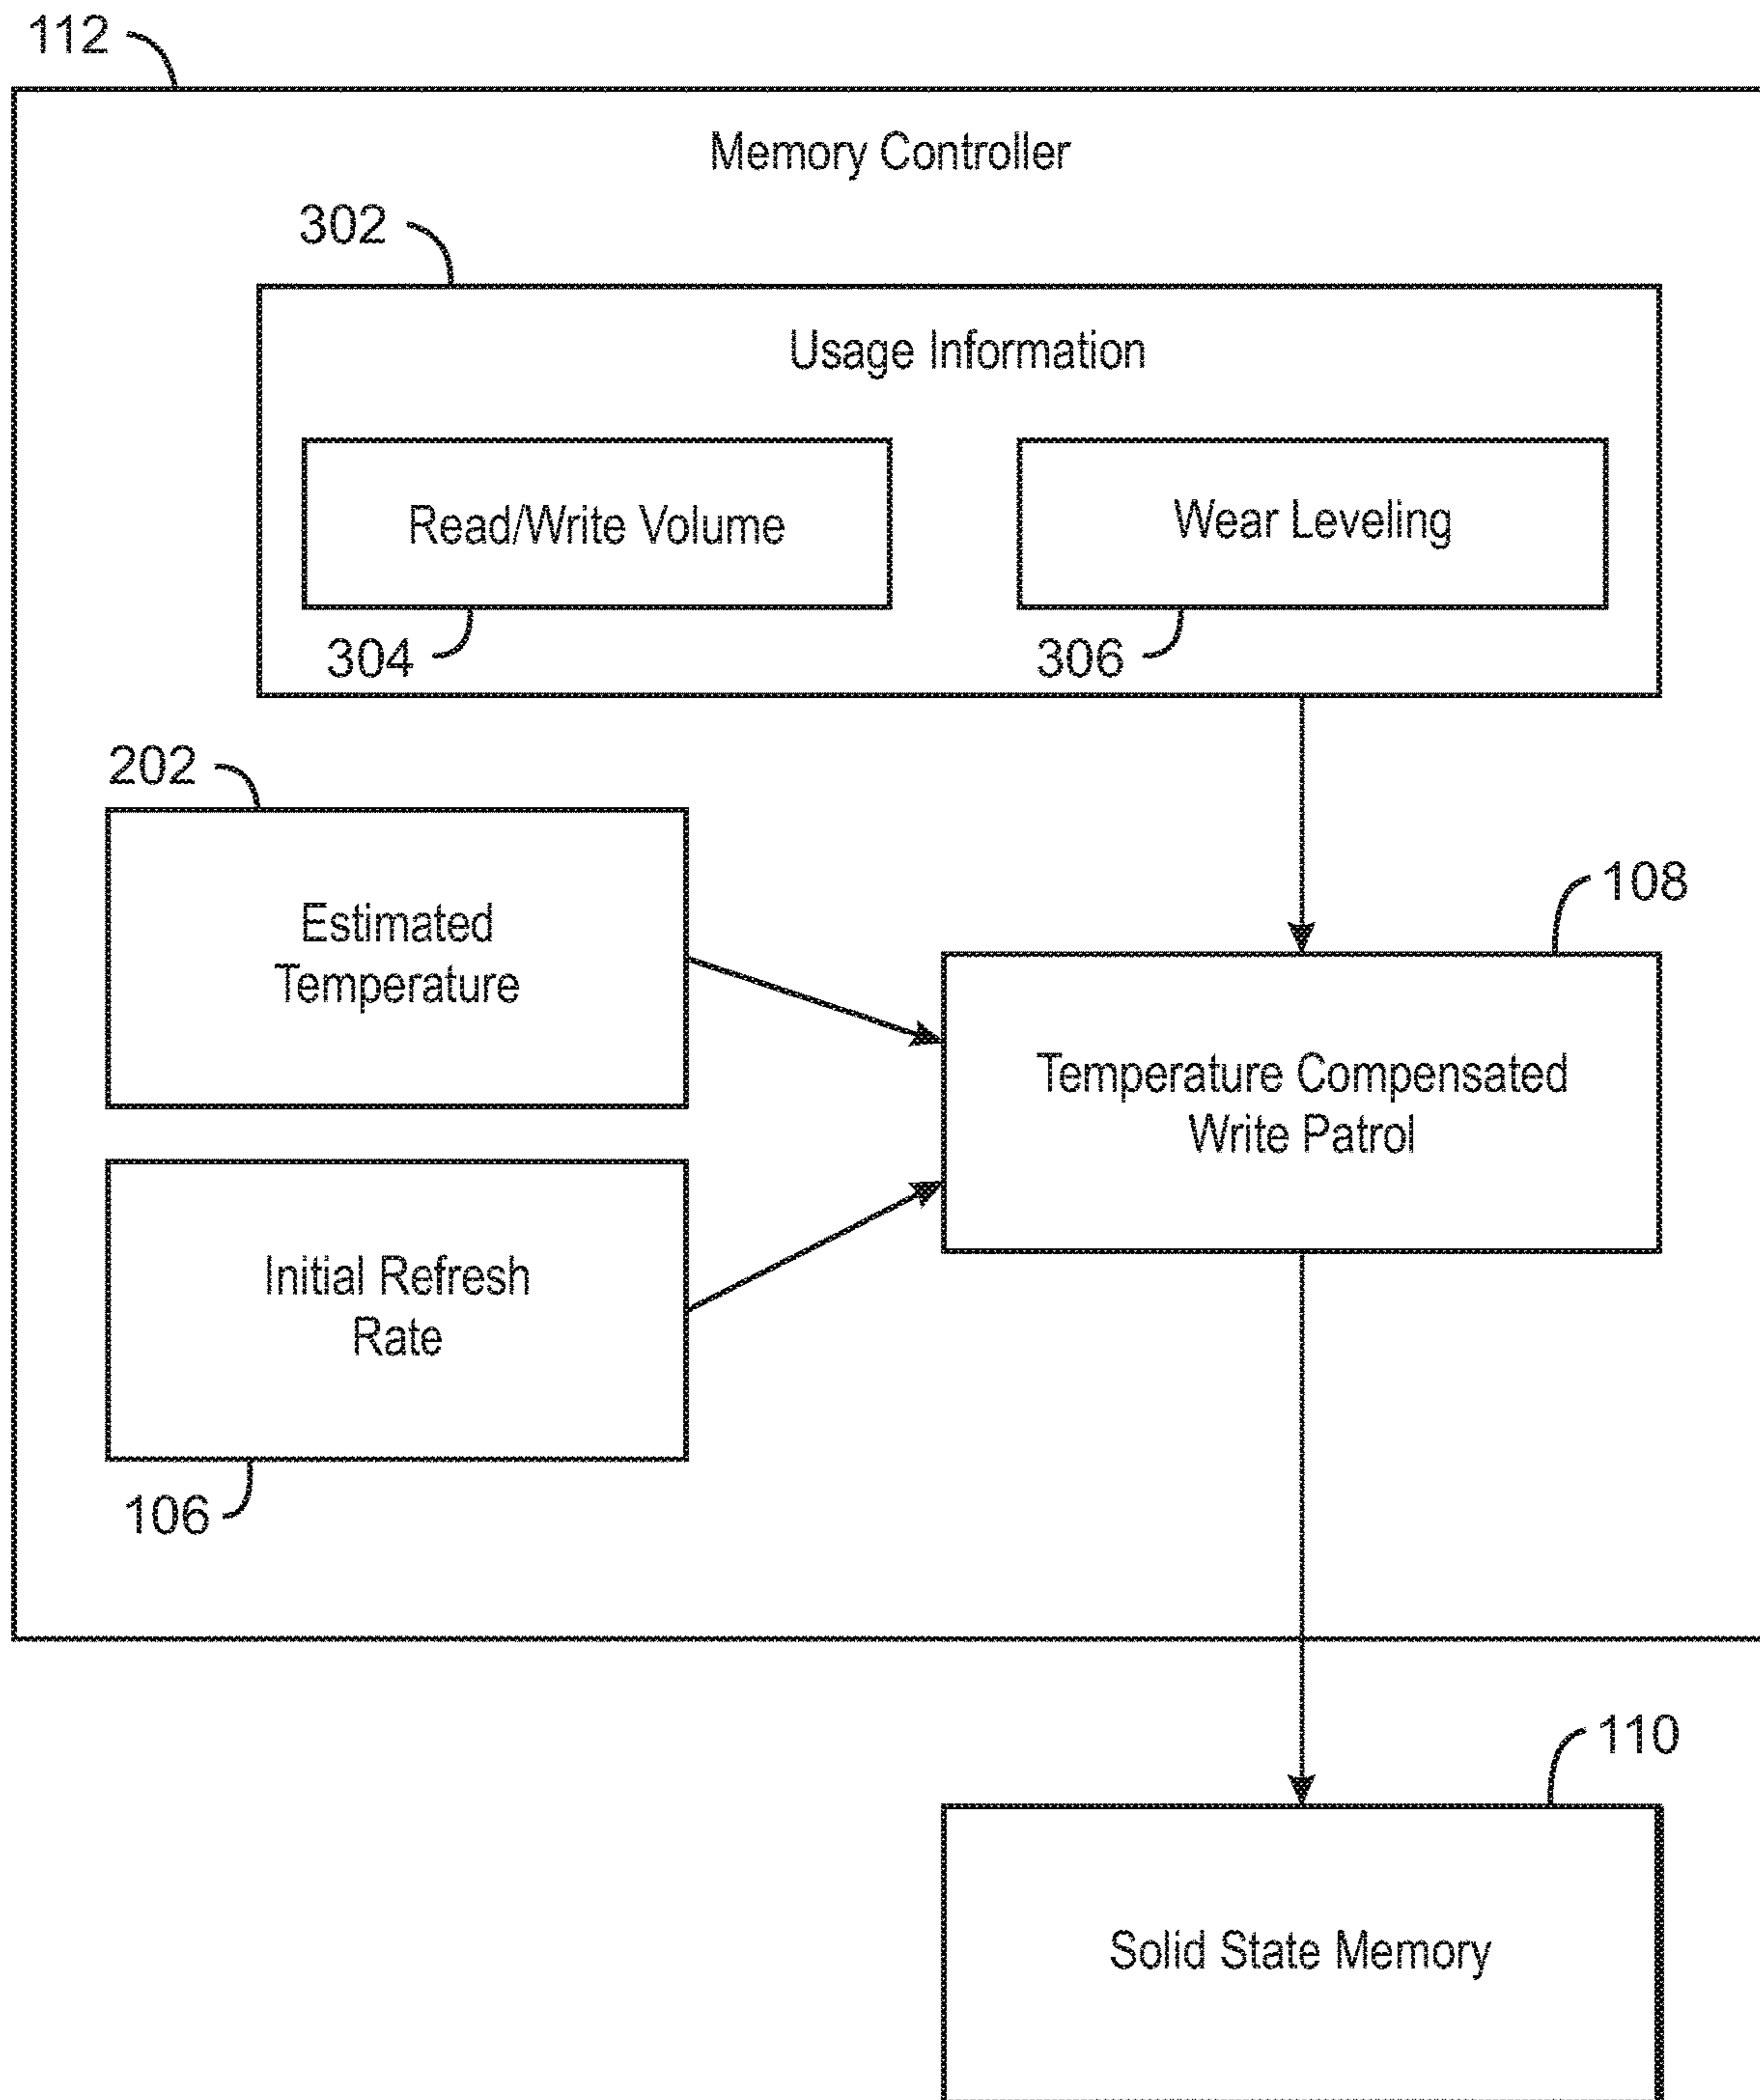 112
Memory Controller
302
Usage Information
Read/Write Volume
Wear Leveling
304
306
202
Estimated
Temperature
108
Temperature Compensated
Write Patrol
Initial Refresh
Rate
106
110
Solid State Memory